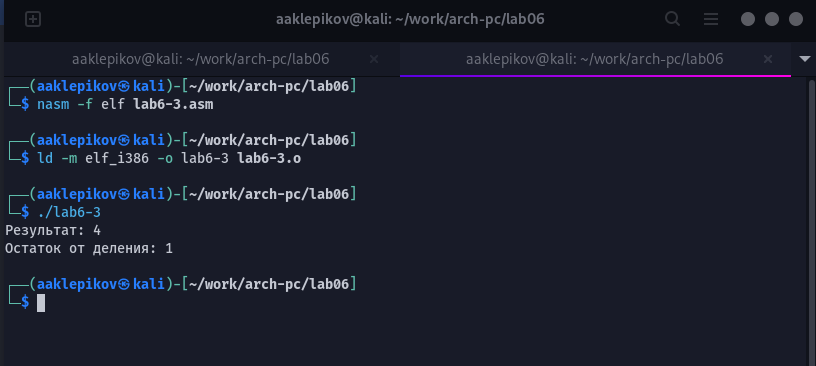 aaklepikov@kali: ~/work/arch-pc/lab06
aaklepikov@kali: ~/work/arch-pc/lab06 × aaklepikov@kali: ~/work/arch-pc/lab06 ×
┌──(aaklepikov㉿kali)-[~/work/arch-pc/lab06]
└─$ nasm -f elf lab6-3.asm
┌──(aaklepikov㉿kali)-[~/work/arch-pc/lab06]
└─$ ld -m elf_i386 -o lab6-3 lab6-3.o
┌──(aaklepikov㉿kali)-[~/work/arch-pc/lab06]
└─$ ./lab6-3
Результат: 4
Остаток от деления: 1
┌──(aaklepikov㉿kali)-[~/work/arch-pc/lab06]
└─$